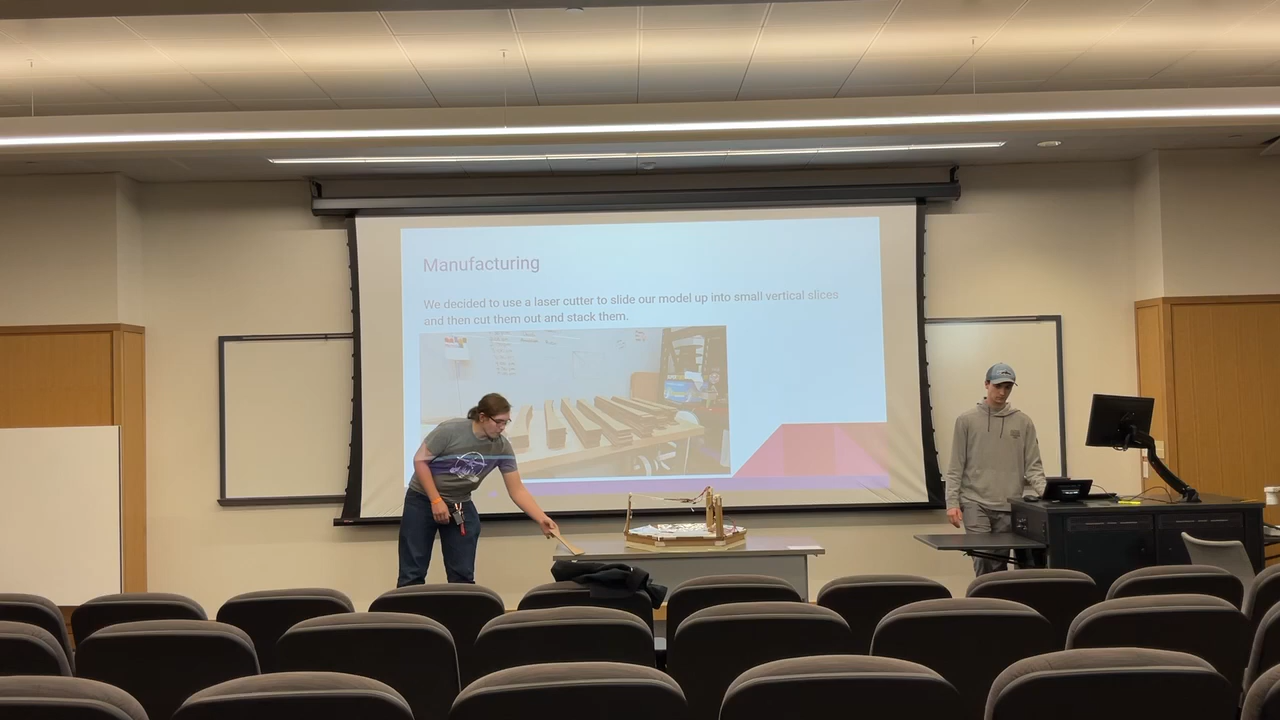 Manufacturing
We decided to use a laser cutter to slide our model up into small vertical slices
and then cut them out and stack them.